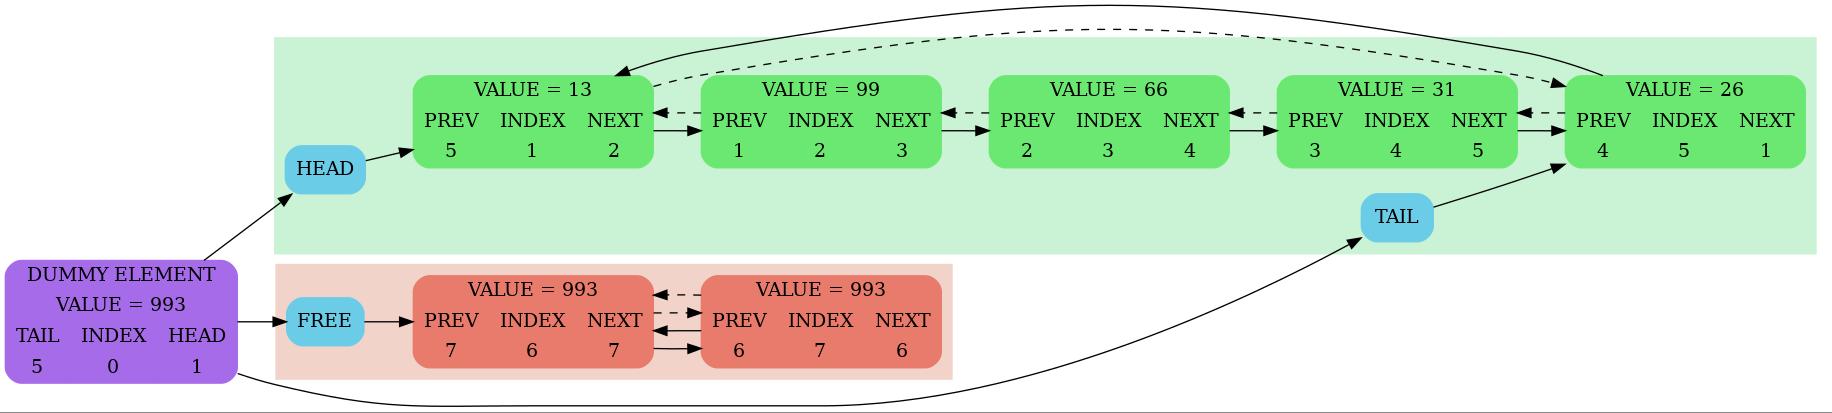 VALUE = 13
PREV INDEX NEXT
5 1 2
VALUE = 99
PREV INDEX NEXT
1 2 3
VALUE = 66
PREV INDEX NEXT
2 3 4
VALUE = 31
PREV INDEX NEXT
3 4 5
VALUE = 26
PREV INDEX NEXT
4 5 1
HEAD
TAIL
DUMMY ELEMENT
VALUE = 993
TAIL INDEX HEAD
5 0 1
FREE
VALUE = 993
PREV INDEX NEXT
7 6 7
VALUE = 993
PREV INDEX NEXT
6 7 6